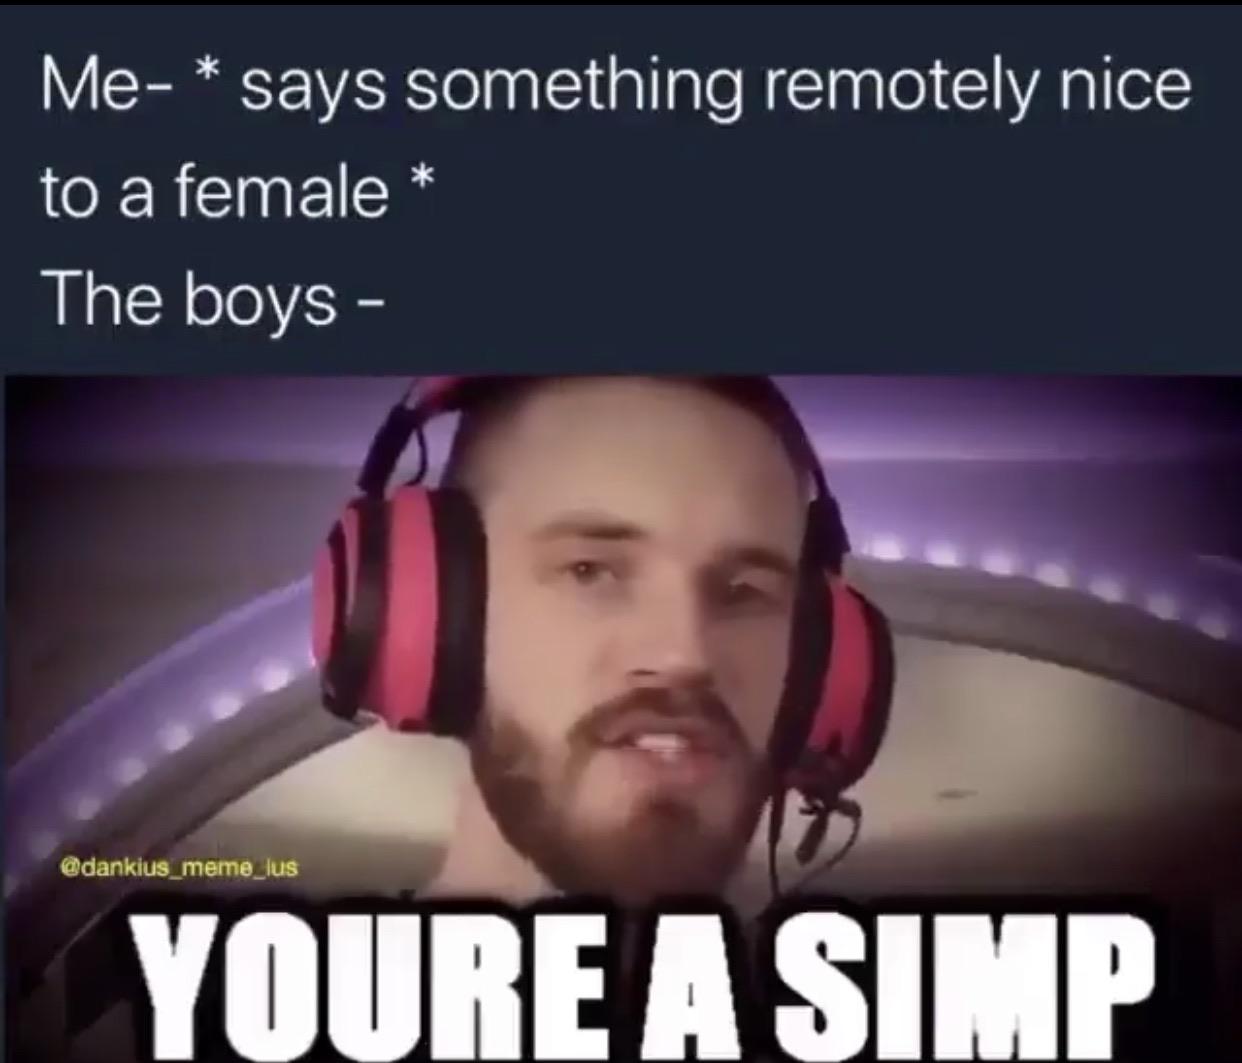 Me- * says something remotely nice
to a female *
The boys -
@dankius_meme_ius
YOURE A SIMP